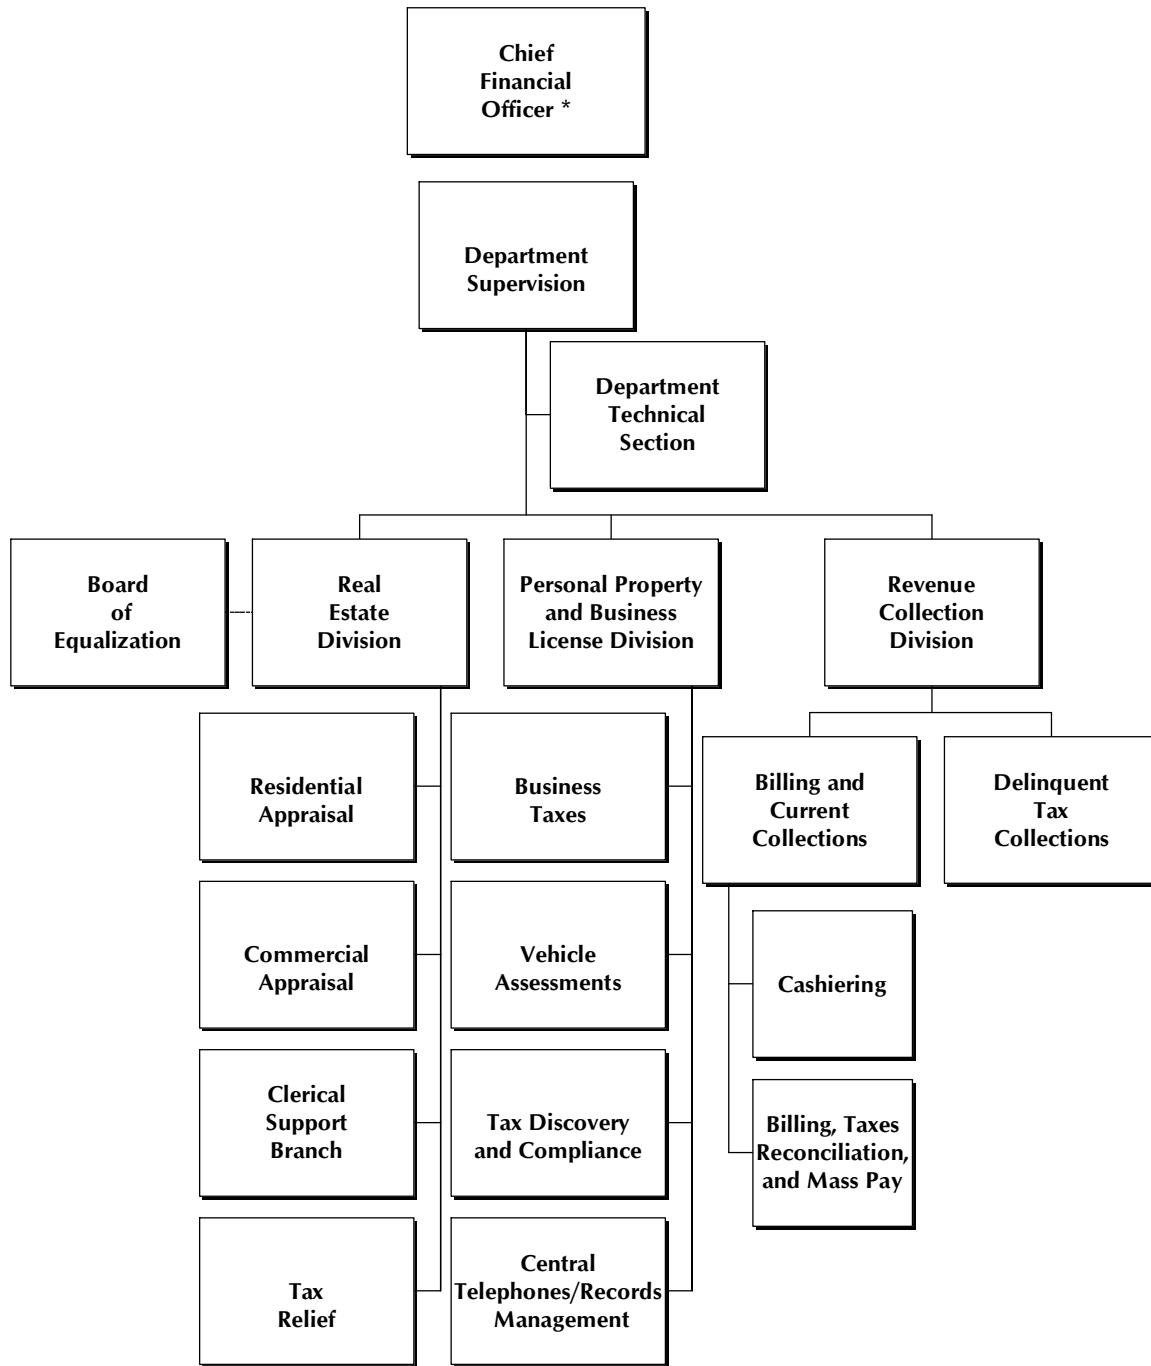 Chief
Financial
Officer *
Department
Supervision
Department
Technical
Section
Board
of
Equalization
Real
Estate
Division
Personal Property
and Business
License Division
Revenue
Collection
Division
Residential
Appraisal
Business
Taxes
Billing and
Current
Collections
Delinquent
Tax
Collections
Commercial
Appraisal
Vehicle
Assessments
Cashiering
Clerical
Support
Branch
Tax Discovery
and Compliance
Billing, Taxes
Reconciliation,
and Mass Pay
Tax
Relief
Central
Telephones/Records
Management